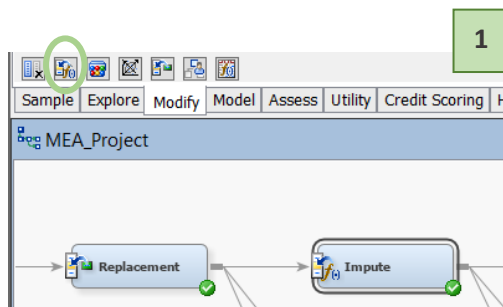 1
Sample Explore Modify Model Assess Utility Credit Scoring H
MEA_Project
Replacement
Impute